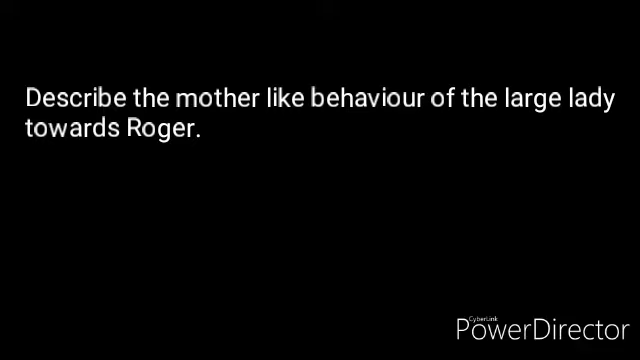 Describe the mother like behaviour of the large lady
towards Roger.
CyberLink
PowerDirector